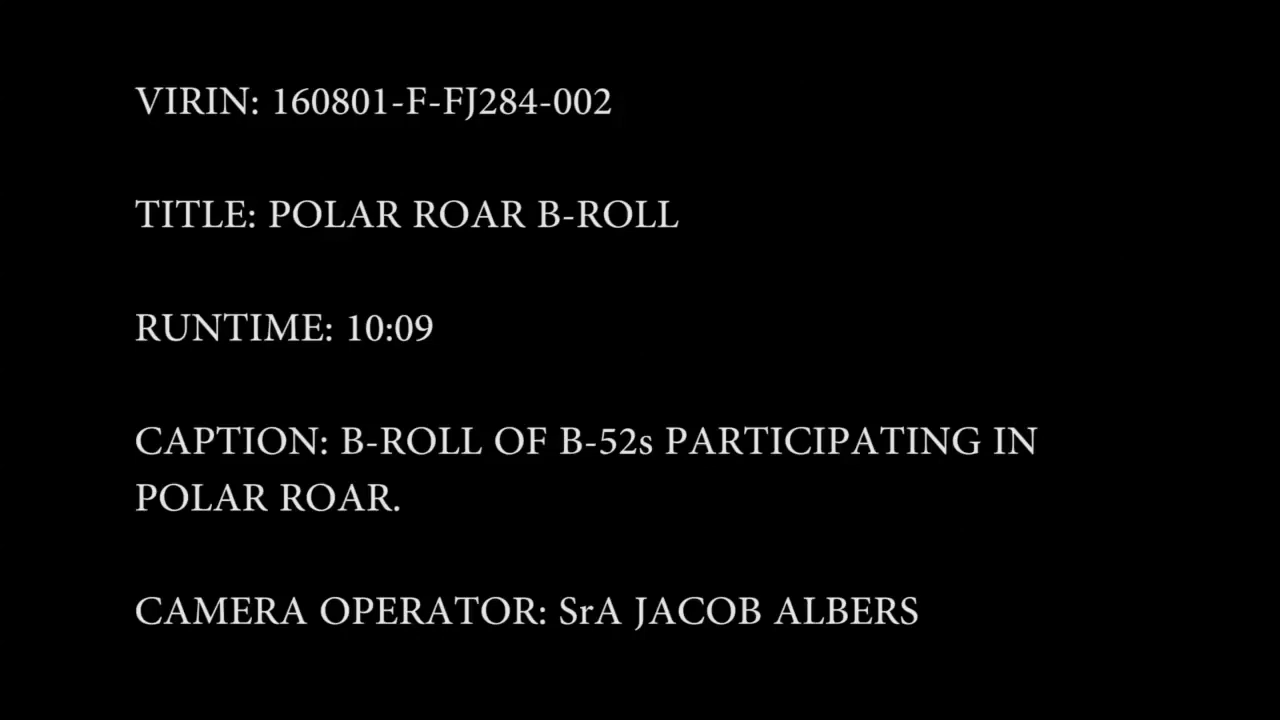 VIRIN: 160801-F-FJ284-002
TITLE: POLAR ROAR B-ROLL
RUNTIME: 10:09
CAPTION: B-ROLL OF B-52s PARTICIPATING IN
POLAR ROAR.
CAMERA OPERATOR: SrA JACOB ALBERS